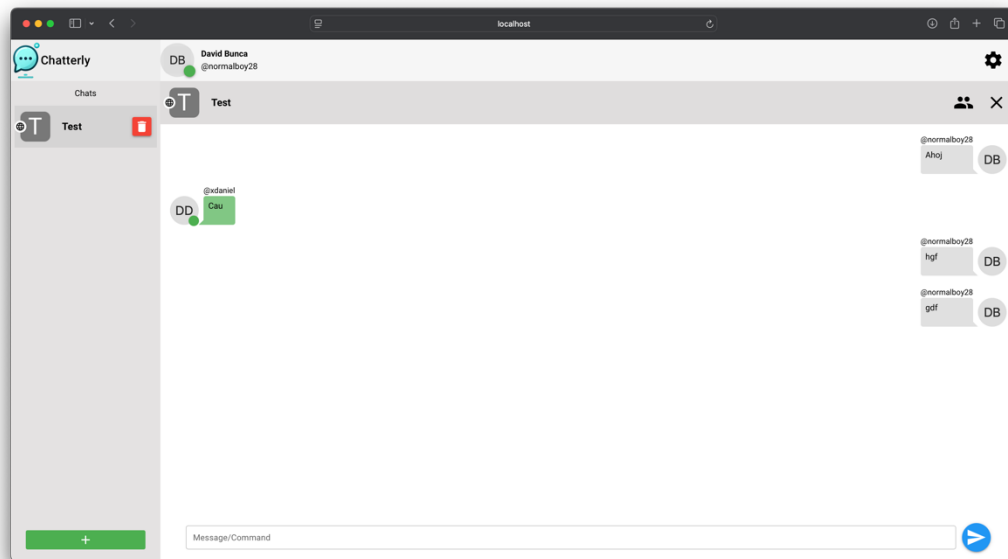 localhost
Chatterly
DB
David Bunca
@normalboy28
Chats
T Test
T Test
@normalboy28
Ahoj
DB
@xdaniel
DD
Cau
@normalboy28
hgf
DB
@normalboy28
gdf
DB
+
Message/Command